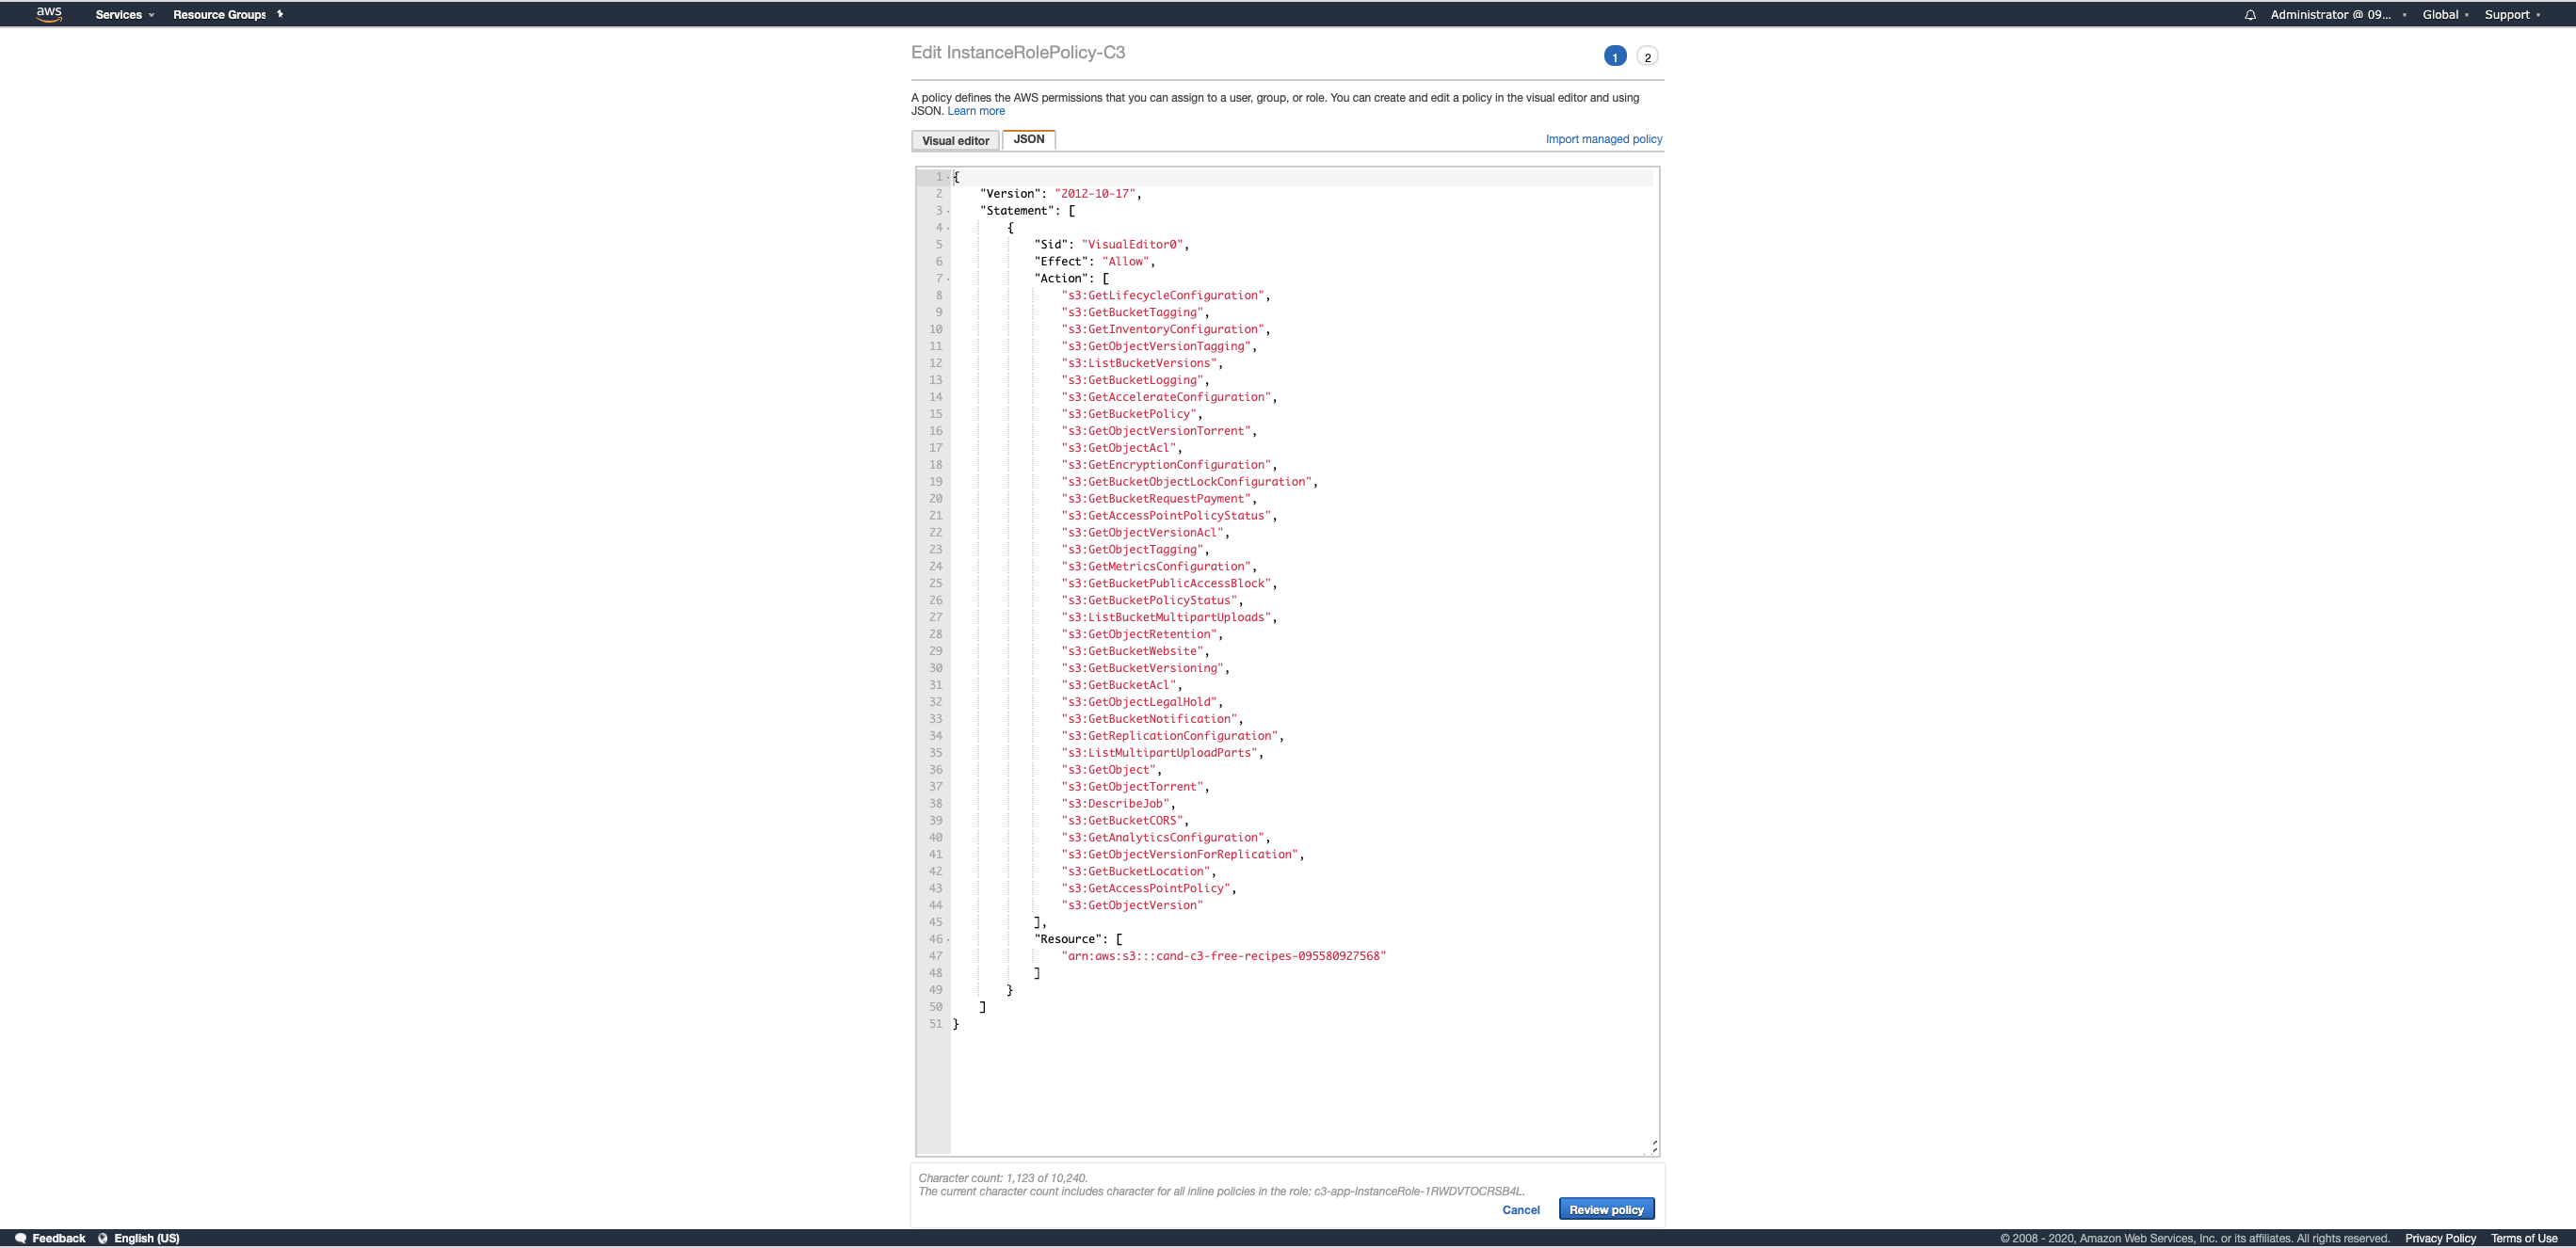 aws Services Resource Groups Administrator @ 09... Global Support
Edit InstanceRolePolicy-C3 1 2
A policy defines the AWS permissions that you can assign to a user, group, or role. You can create and edit a policy in the visual editor and using
JSON. Learn more
Visual editor JSON Import managed policy
1 {
2 "Version": "2012-10-17",
3 "Statement": [
4 {
5 "Sid": "VisualEditor0",
6 "Effect": "Allow",
7 "Action": [
8 "s3:GetLifecycleConfiguration",
9 "s3:GetBucketTagging",
10 "s3:GetInventoryConfiguration",
11 "s3:GetObjectVersionTagging",
12 "s3:ListBucketVersions",
13 "s3:GetBucketLogging",
14 "s3:GetAccelerateConfiguration",
15 "s3:GetBucketPolicy",
16 "s3:GetObjectVersionTorrent",
17 "s3:GetObjectAcl",
18 "s3:GetEncryptionConfiguration",
19 "s3:GetBucketObjectLockConfiguration",
20 "s3:GetBucketRequestPayment",
21 "s3:GetAccessPointPolicyStatus",
22 "s3:GetObjectVersionAcl",
23 "s3:GetObjectTagging",
24 "s3:GetMetricsConfiguration",
25 "s3:GetBucketPublicAccessBlock",
26 "s3:GetBucketPolicyStatus",
27 "s3:ListBucketMultipartUploads",
28 "s3:GetObjectRetention",
29 "s3:GetBucketWebsite",
30 "s3:GetBucketVersioning",
31 "s3:GetBucketAcl",
32 "s3:GetObjectLegalHold",
33 "s3:GetBucketNotification",
34 "s3:GetReplicationConfiguration",
35 "s3:ListMultipartUploadParts",
36 "s3:GetObject",
37 "s3:GetObjectTorrent",
38 "s3:DescribeJob",
39 "s3:GetBucketCORS",
40 "s3:GetAnalyticsConfiguration",
41 "s3:GetObjectVersionForReplication",
42 "s3:GetBucketLocation",
43 "s3:GetAccessPointPolicy",
44 "s3:GetObjectVersion"
45 ],
46 "Resource": [
47 "arn:aws:s3:::cand-c3-free-recipes-095580927568"
48 ]
49 }
50 ]
51 }
Character count: 1,123 of 10,240.
The current character count includes character for all inline policies in the role: c3-app-InstanceRole-1RWDVTOCRSB4L.
Cancel Review policy
Feedback English (US) © 2008 - 2020, Amazon Web Services, Inc. or its affiliates. All rights reserved. Privacy Policy Terms of Use